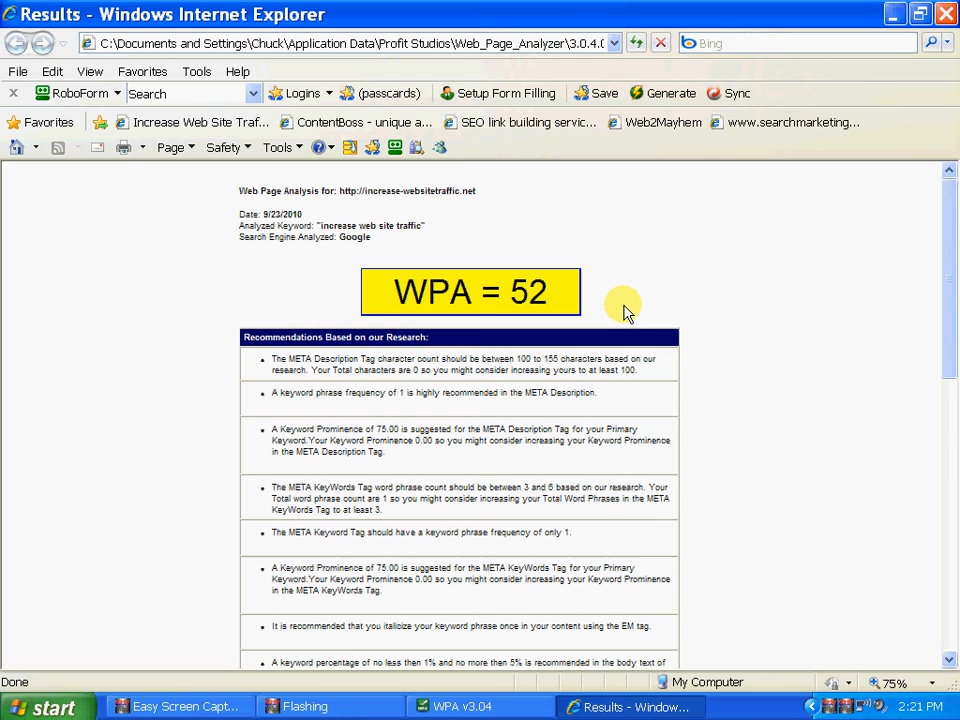 Results - Windows Internet Explorer
C:\Documents and Settings\Chuck\Application Data\Profit Studios\Web_Page_Analyzer\3.0.4.0
Bing
File Edit View Favorites Tools Help
x RoboForm Search Logins (passcards) Setup Form Filling Save Generate Sync
Favorites Increase Web Site Traf... ContentBoss - unique a... SEO link building servic... Web2Mayhem www.searchmarketing...
Page Safety Tools
Web Page Analysis for: http://increase-websitetraffic.net
Date: 9/23/2010
Analyzed Keyword: "increase web site traffic"
Search Engine Analyzed: Google
WPA = 52
Recommendations Based on our Research:
• The META Description Tag character count should be between 100 to 155 characters based on our
research. Your Total characters are 0 so you might consider increasing yours to at least 100.
• A keyword phrase frequency of 1 is highly recommended in the META Description.
• A Keyword Prominence of 75.00 is suggested for the META Description Tag for your Primary
Keyword.Your Keyword Prominence 0.00 so you might consider increasing your Keyword Prominence
in the META Description Tag.
• The META KeyWords Tag word phrase count should be between 3 and 6 based on our research. Your
Total word phrase count are 1 so you might consider increasing your Total Word Phrases in the META
KeyWords Tag to at least 3.
• The META Keyword Tag should have a keyword phrase frequency of only 1.
• A Keyword Prominence of 75.00 is suggested for the META KeyWords Tag for your Primary
Keyword.Your Keyword Prominence 0.00 so you might consider increasing your Keyword Prominence
in the META KeyWords Tag.
• It is recommended that you italicize your keyword phrase once in your content using the EM tag.
• A keyword percentage of no less then 1% and no more then 5% is recommended in the body text of
Done My Computer 75%
start Easy Screen Capt... Flashing WPA v3.04 Results - Window... 2:21 PM